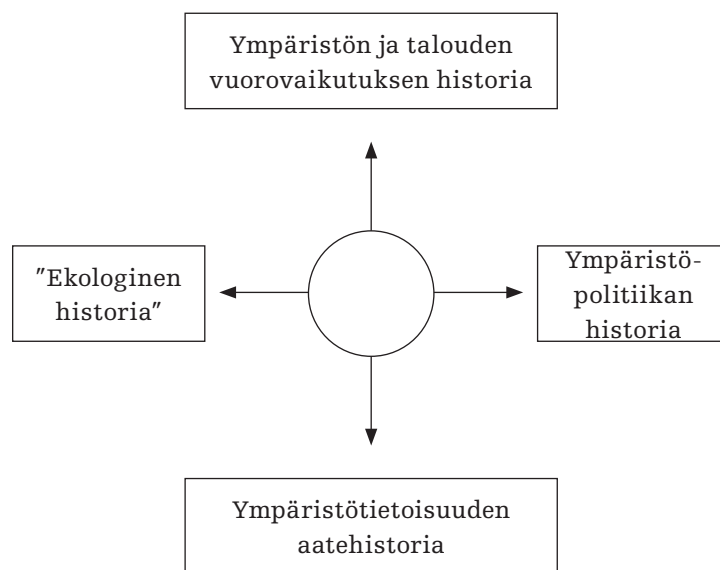 Ympäristön ja talouden
vuorovaikutuksen historia
"Ekologinen
historia"
Ympäristö-
politiikan
historia
Ympäristötietoisuuden
aatehistoria